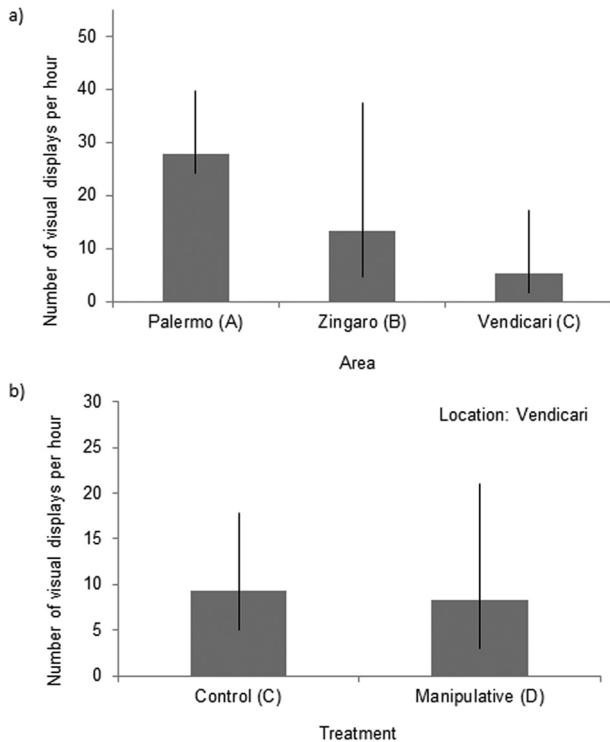 a)
Number of visual displays per hour
50
40
30
20
10
0
Palermo (A) Zingaro (B) Vendicari (C)
Area
b)
Number of visual displays per hour
30
25
20
15
10
5
0
Location: Vendicari
Control (C) Manipulative (D)
Treatment